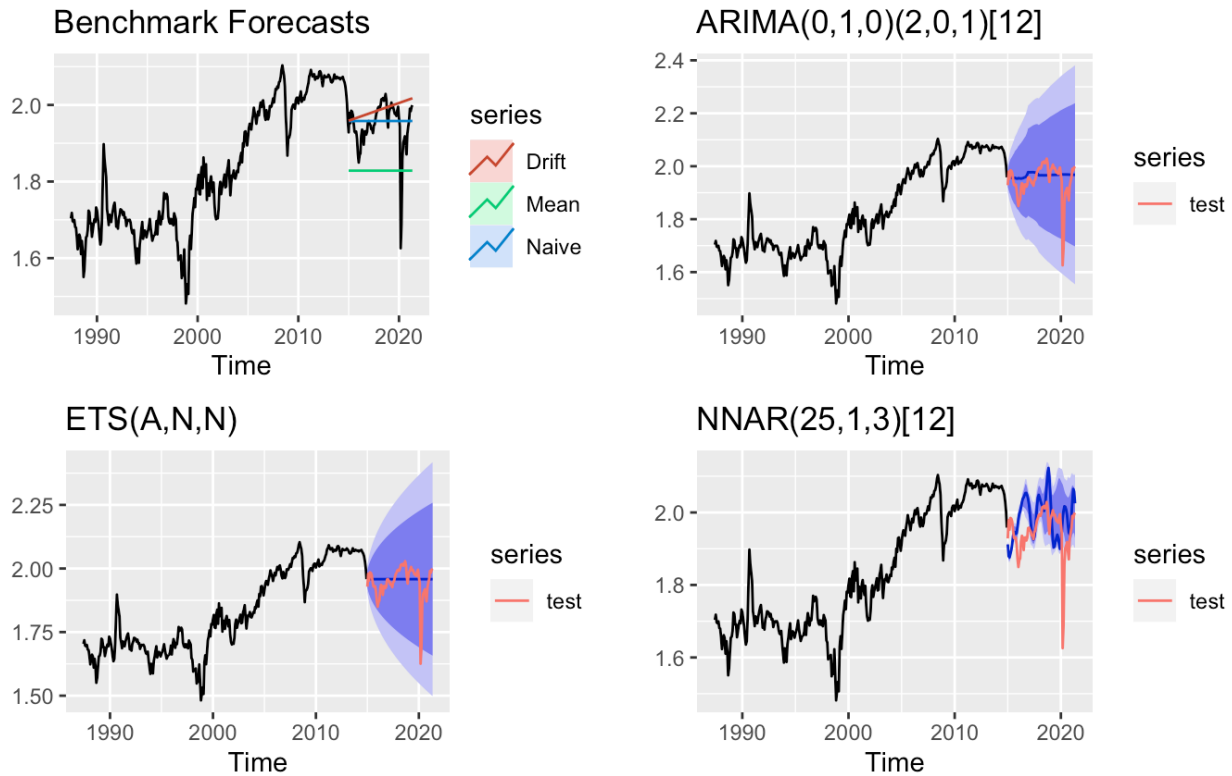 Benchmark Forecasts
2.0
1.8
1.6
1990 2000 2010 2020
Time
series
Drift
Mean
Naive
ARIMA(0,1,0)(2,0,1)[12]
2.4
2.2
2.0
1.8
1.6
1990 2000 2010 2020
Time
series
test
ETS(A,N,N)
2.25
2.00
1.75
1.50
1990 2000 2010 2020
Time
series
test
NNAR(25,1,3)[12]
2.0
1.8
1.6
1990 2000 2010 2020
Time
series
test